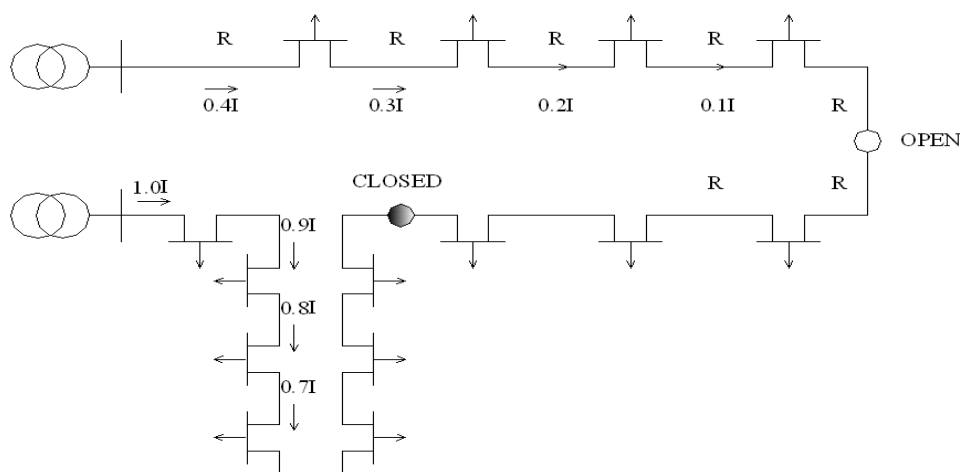 R R R R
0.4I 0.3I 0.2I 0.1I R
OPEN
1.0I CLOSED R R
0.9I
0.8I
0.7I